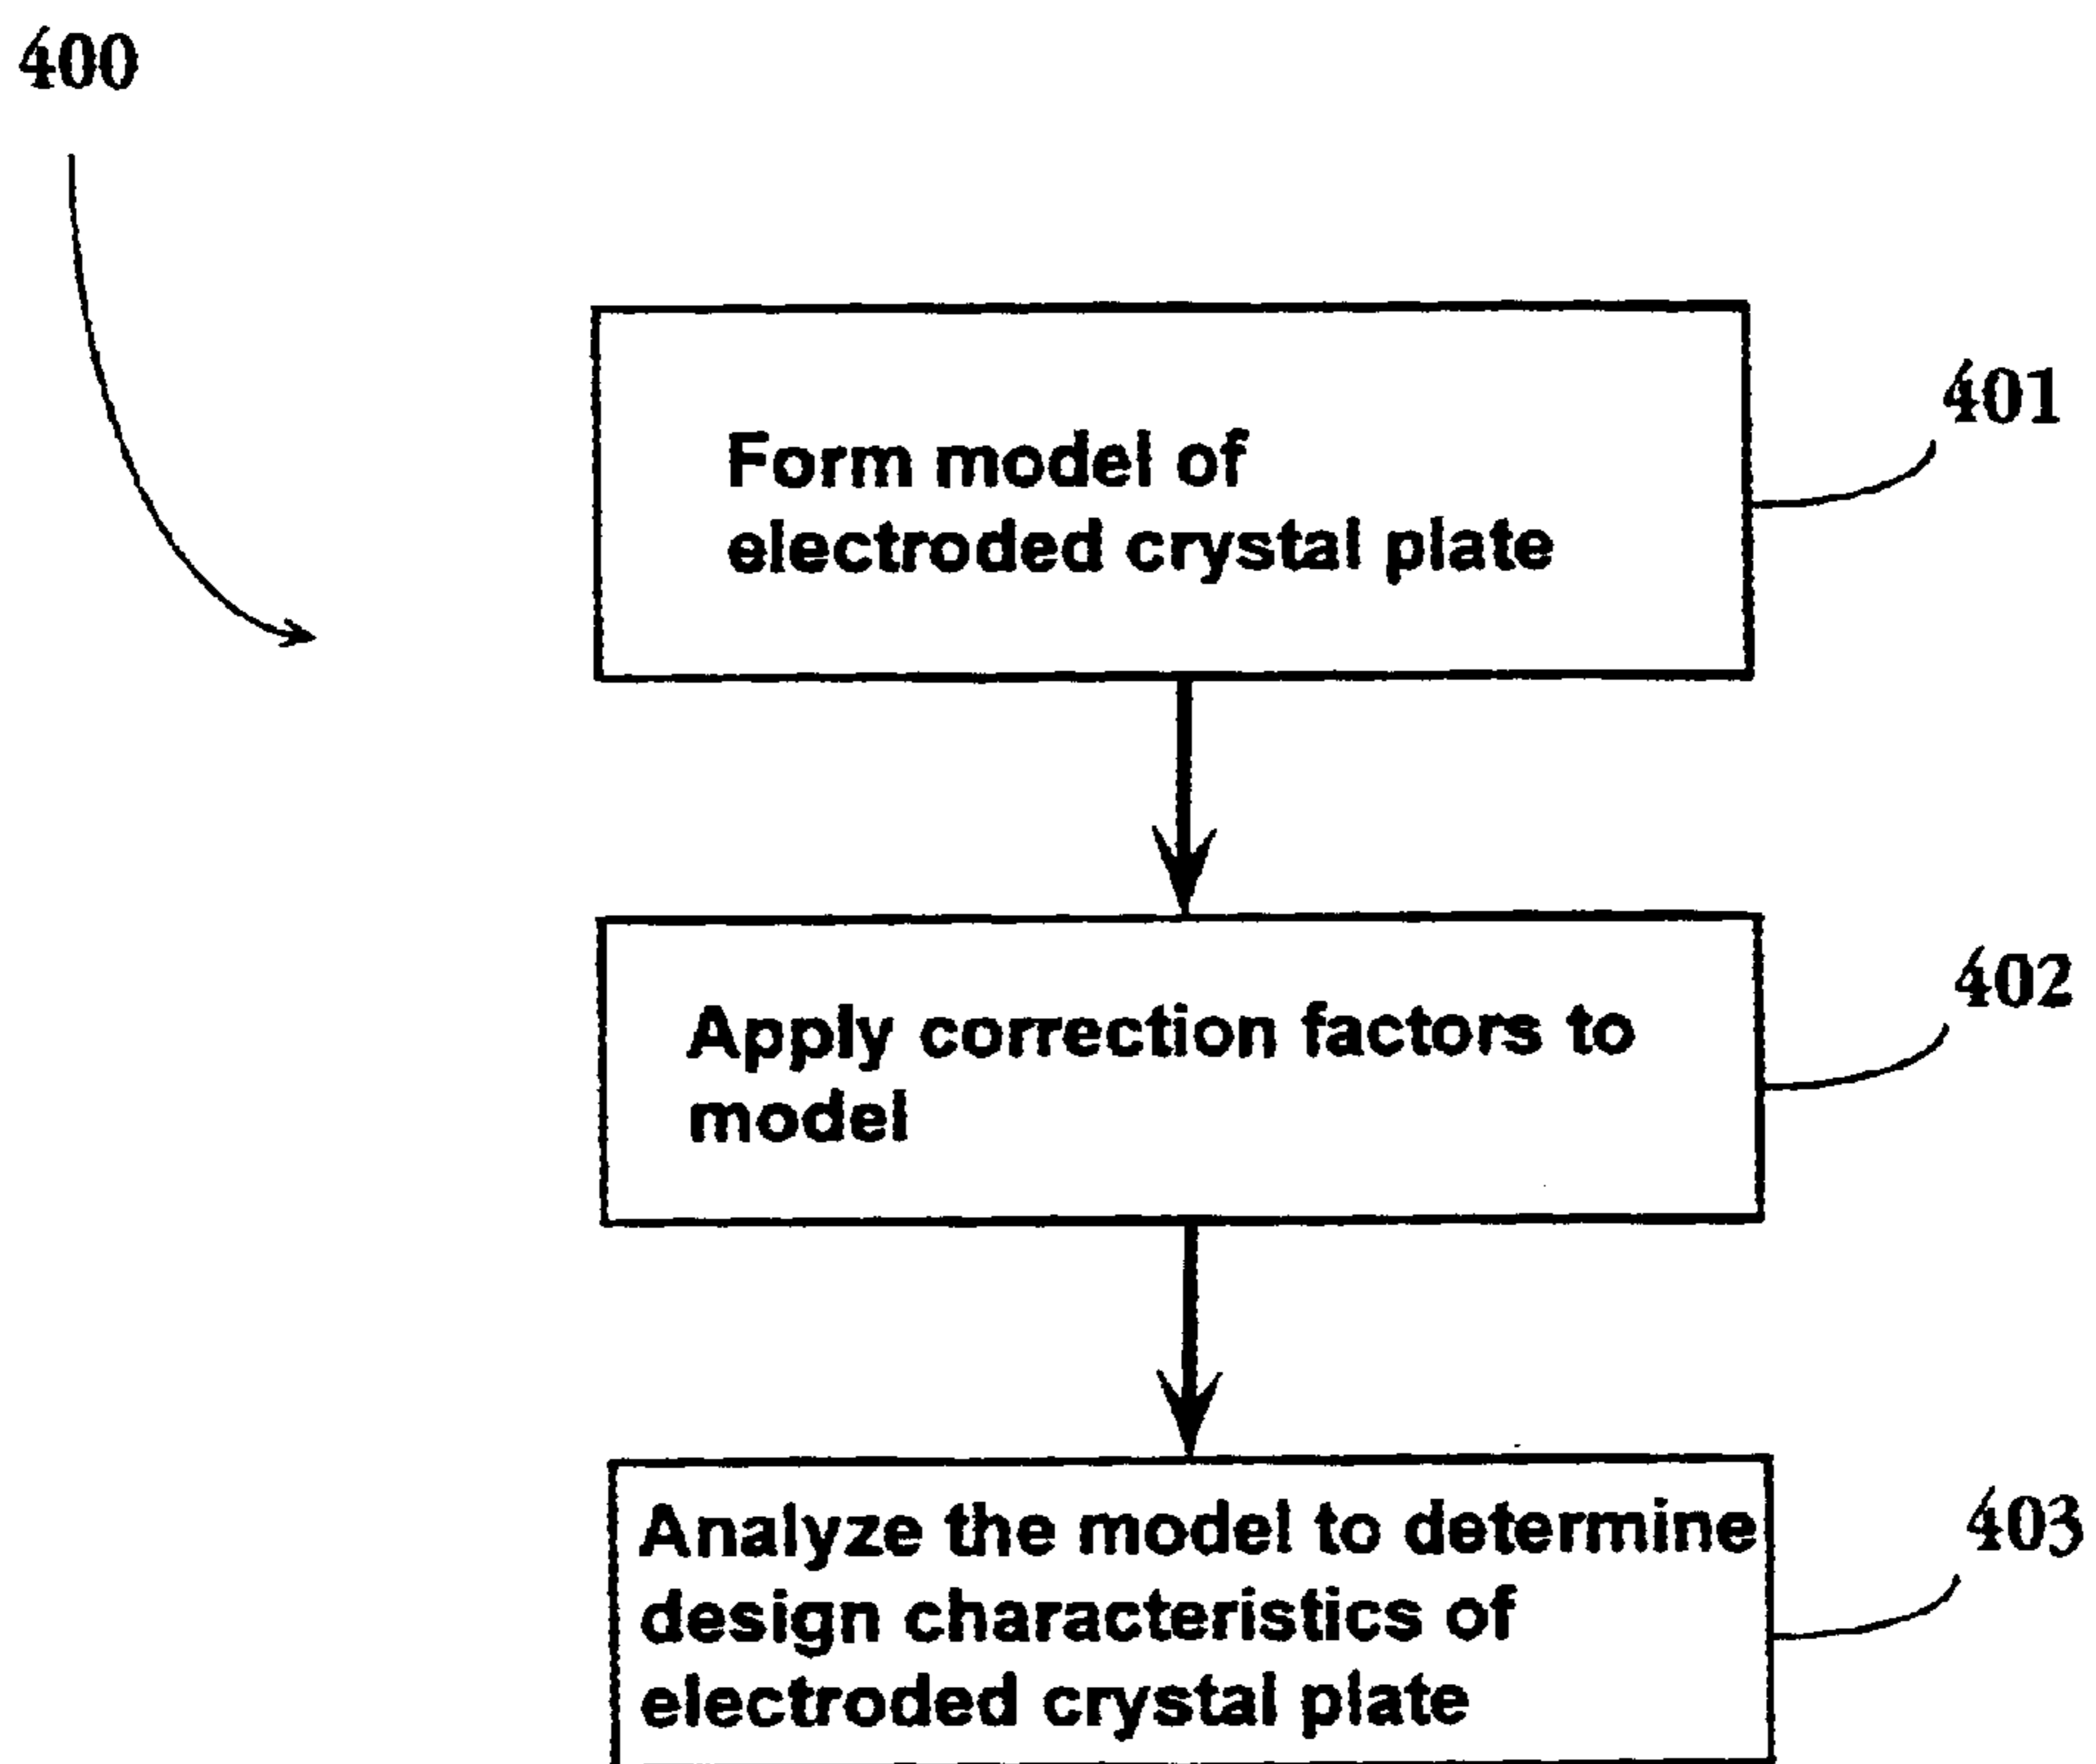 400
401
Form model of
electroded crystal plate
402
Apply correction factors to
model
403
Analyze the model to determine
design characteristics of
electroded crystal plate